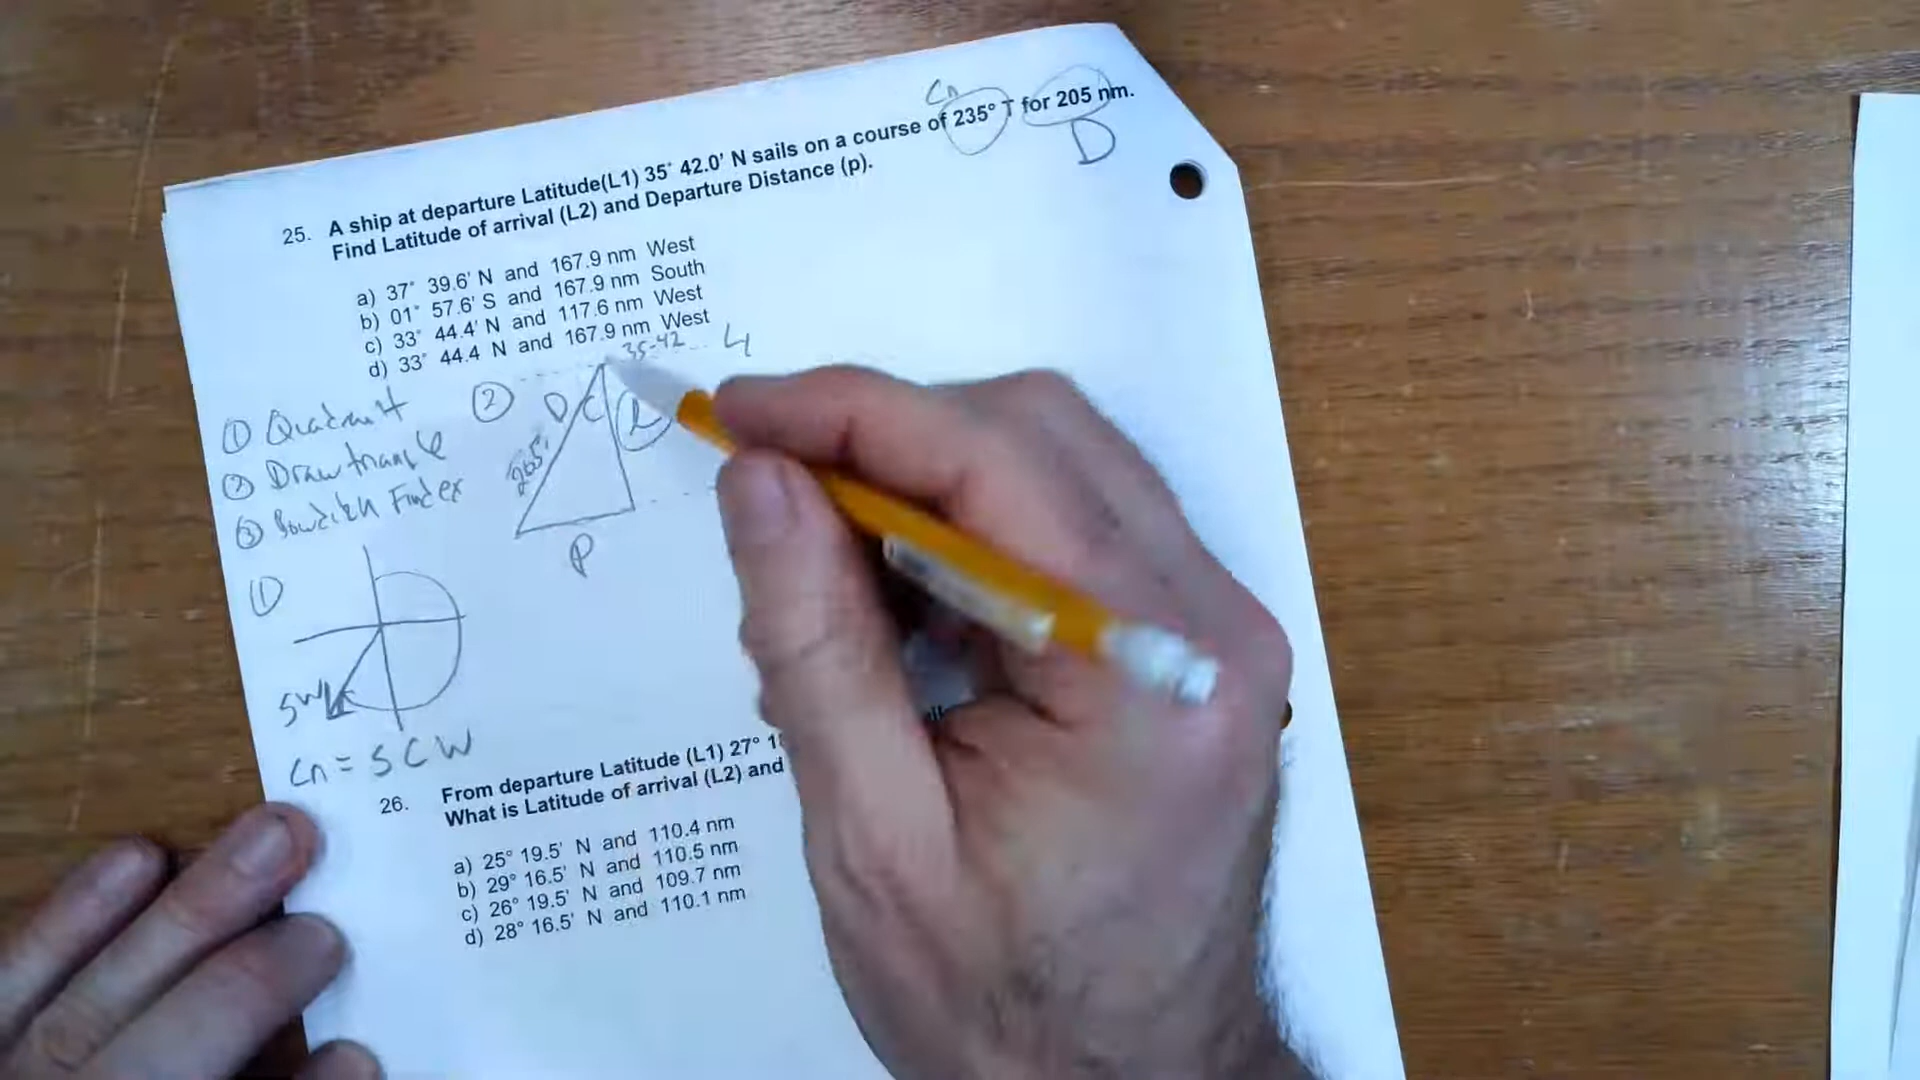 Cn
25. A ship at departure Latitude(L1) 35° 42.0' N sails on a course of 235° T for 205 nm.
D
Find Latitude of arrival (L2) and Departure Distance (p).
a) 37° 39.6' N and 167.9 nm West
b) 01° 57.6' S and 167.9 nm South
c) 33° 44.4' N and 117.6 nm West
d) 33° 44.4 N and 167.9 nm West
35-42 L1
① Quadrant
② D C l
② Draw triangle
205'
③ Bowditch Index
P
①
SW
Cn = S C W
26. From departure Latitude (L1) 27° 1
What is Latitude of arrival (L2) and
a) 25° 19.5' N and 110.4 nm
b) 29° 16.5' N and 110.5 nm
c) 26° 19.5' N and 109.7 nm
d) 28° 16.5' N and 110.1 nm